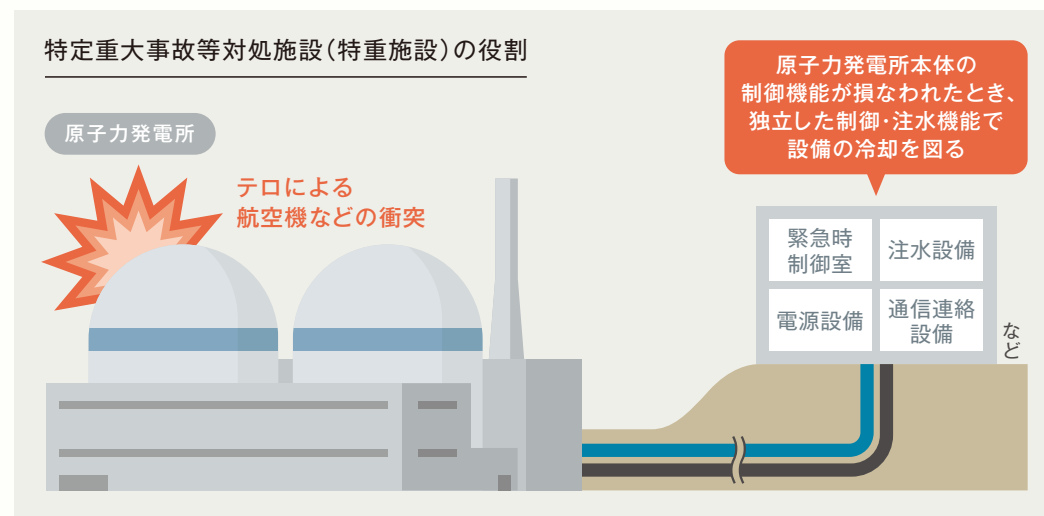 特定重大事故等対処施設（特重施設）の役割
原子力発電所
テロによる
航空機などの衝突
原子力発電所本体の
制御機能が損なわれたとき、
独立した制御・注水機能で
設備の冷却を図る
緊急時
制御室
注水設備
電源設備
通信連絡
設備
など